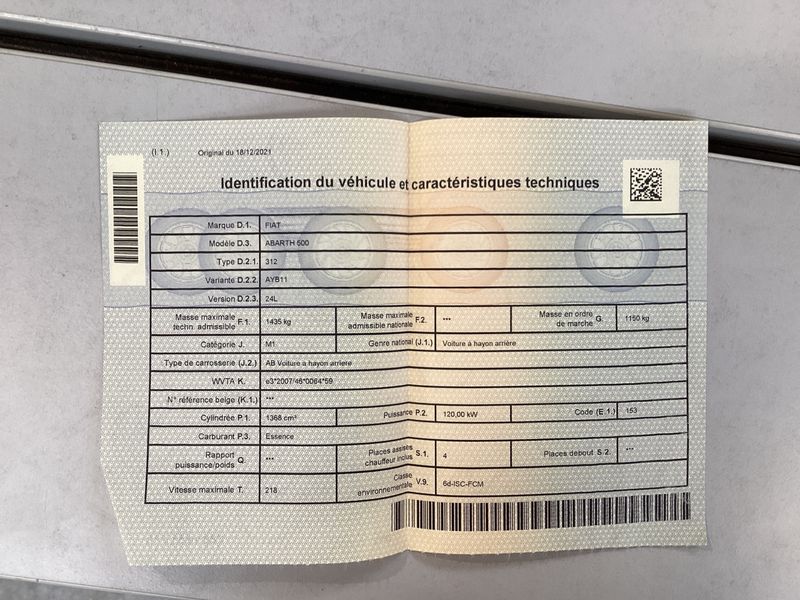 (I.1.) Original du 18/12/2021
Identification du véhicule et caractéristiques techniques
Marque D.1. FIAT
Modèle D.3. ABARTH 500
Type D.2.1. 312
Variante D.2.2. AYB11
Version D.2.3. 24L
Masse maximale techn. admissible F.1. 1435 kg Masse maximale admissible nationale F.2. *** Masse en ordre de marche G. 1150 kg
Catégorie J. M1 Genre national (J.1.) Voiture à hayon arrière
Type de carrosserie (J.2.) AB Voiture à hayon arrière
WVTA K. e3*2007/46*0064*59
N° référence belge (K.1.) ***
Cylindrée P.1. 1368 cm³ Puissance P.2. 120,00 kW Code (E.1.) 153
Carburant P.3. Essence
Rapport puissance/poids Q. *** Places assises chauffeur inclus S.1. 4 Places debout S.2. ***
Vitesse maximale T. 218 Classe environnementale V.9. 6d-ISC-FCM